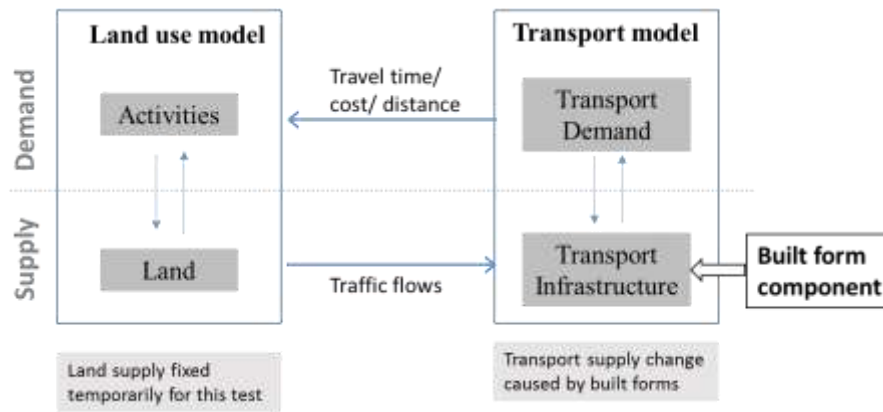 Land use model
Transport model
Demand
Travel time/
cost/ distance
Activities
Transport
Demand
Supply
Land
Traffic flows
Transport
Infrastructure
Built form
component
Land supply fixed
temporarily for this test
Transport supply change
caused by built forms